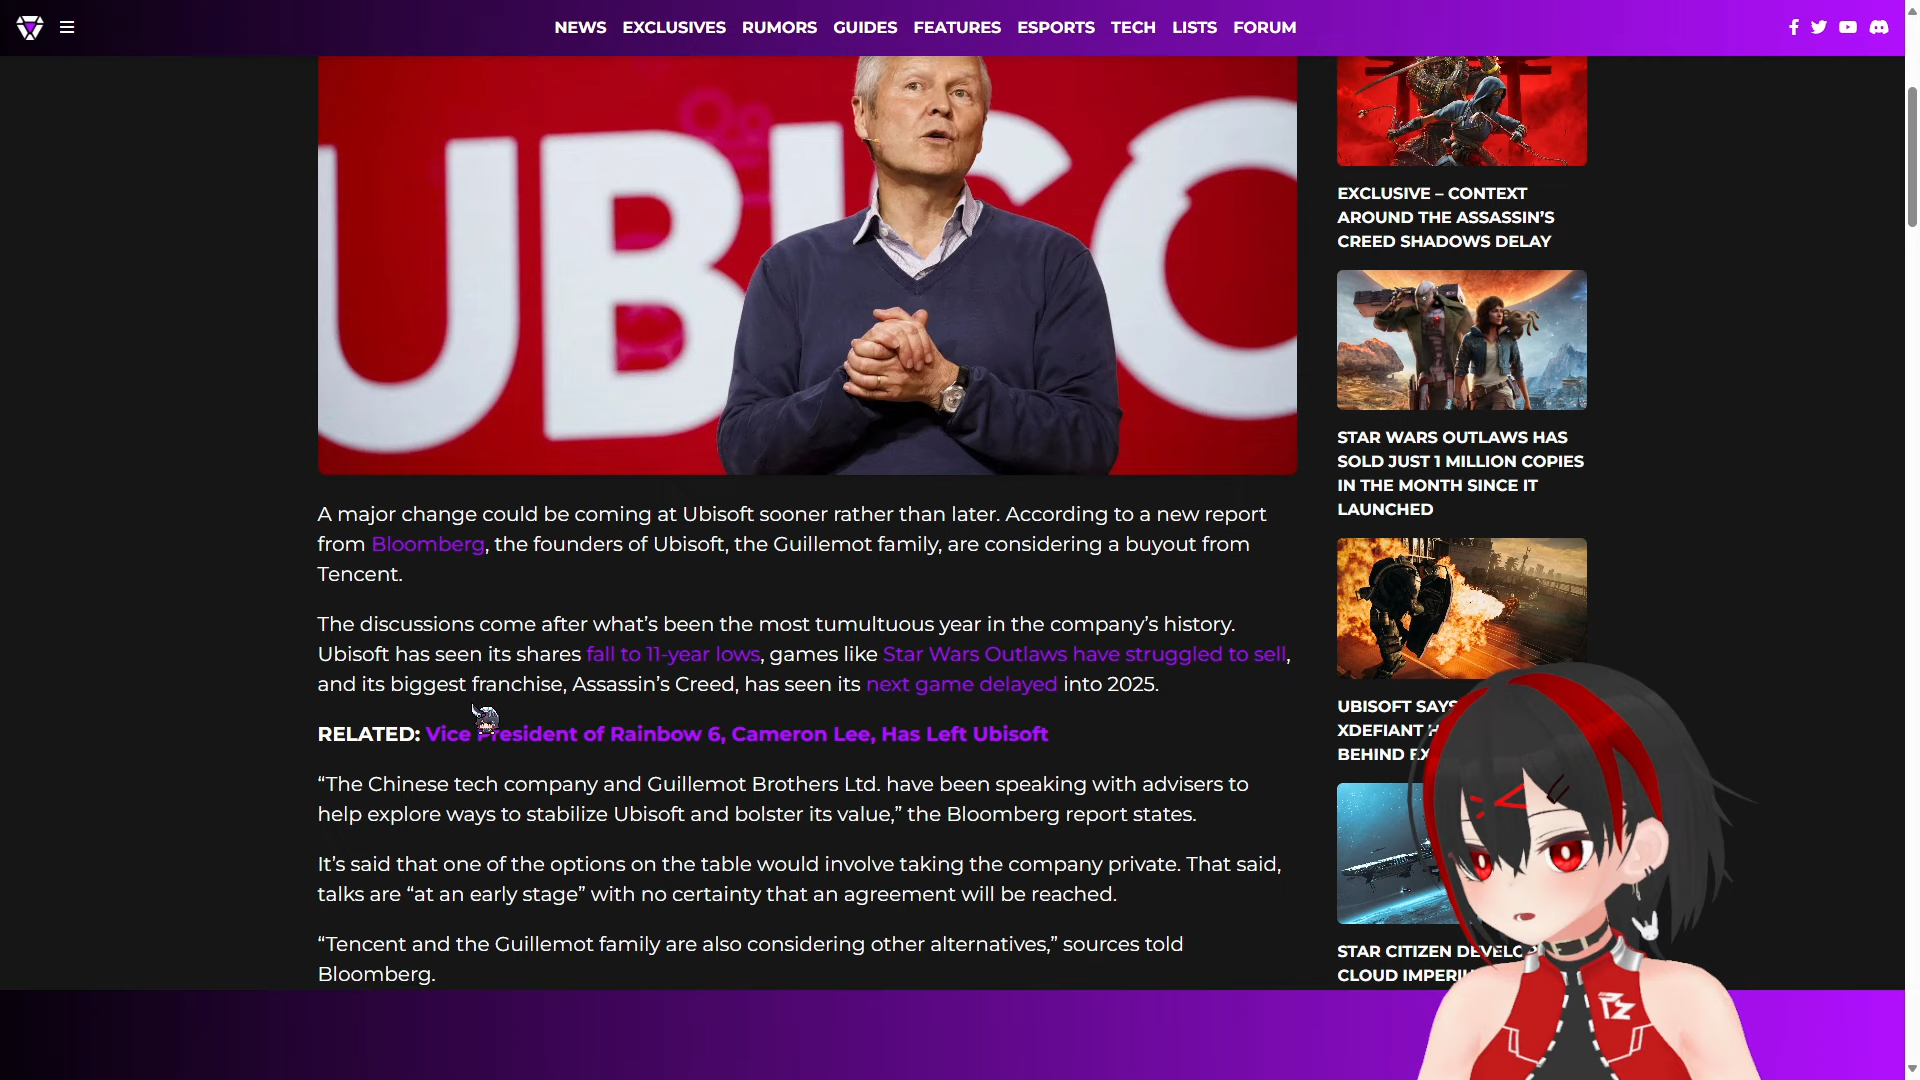 NEWS EXCLUSIVES RUMORS GUIDES FEATURES ESPORTS TECH LISTS FORUM
UBISO
A major change could be coming at Ubisoft sooner rather than later. According to a new report
from Bloomberg, the founders of Ubisoft, the Guillemot family, are considering a buyout from
Tencent.
The discussions come after what’s been the most tumultuous year in the company’s history.
Ubisoft has seen its shares fall to 11-year lows, games like Star Wars Outlaws have struggled to sell,
and its biggest franchise, Assassin’s Creed, has seen its next game delayed into 2025.
RELATED: Vice President of Rainbow 6, Cameron Lee, Has Left Ubisoft
“The Chinese tech company and Guillemot Brothers Ltd. have been speaking with advisers to
help explore ways to stabilize Ubisoft and bolster its value,” the Bloomberg report states.
It’s said that one of the options on the table would involve taking the company private. That said,
talks are “at an early stage” with no certainty that an agreement will be reached.
“Tencent and the Guillemot family are also considering other alternatives,” sources told
Bloomberg.
EXCLUSIVE – CONTEXT
AROUND THE ASSASSIN’S
CREED SHADOWS DELAY
STAR WARS OUTLAWS HAS
SOLD JUST 1 MILLION COPIES
IN THE MONTH SINCE IT
LAUNCHED
UBISOFT SAYS
XDEFIANT
BEHIND
STAR CITIZEN
CLOUD